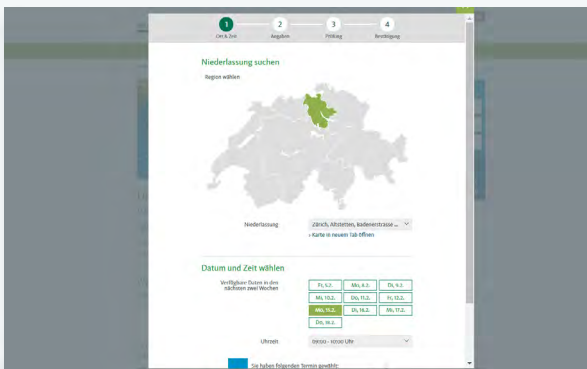 1 2 3 4
Ort & Zeit Angaben Prüfung Bestätigung
Niederlassung suchen
Region wählen
Niederlassung Zürich, Altstetten, Badenerstrasse ...
› Karte in neuem Tab öffnen
Datum und Zeit wählen
Verfügbare Daten in den
nächsten zwei Wochen
Fr, 5.2. Mo, 8.2. Di, 9.2.
Mi, 10.2. Do, 11.2. Fr, 12.2.
Mo, 15.2. Di, 16.2. Mi, 17.2.
Do, 18.2.
Uhrzeit 09:00 - 10:00 Uhr
Sie haben folgenden Termin gewählt: